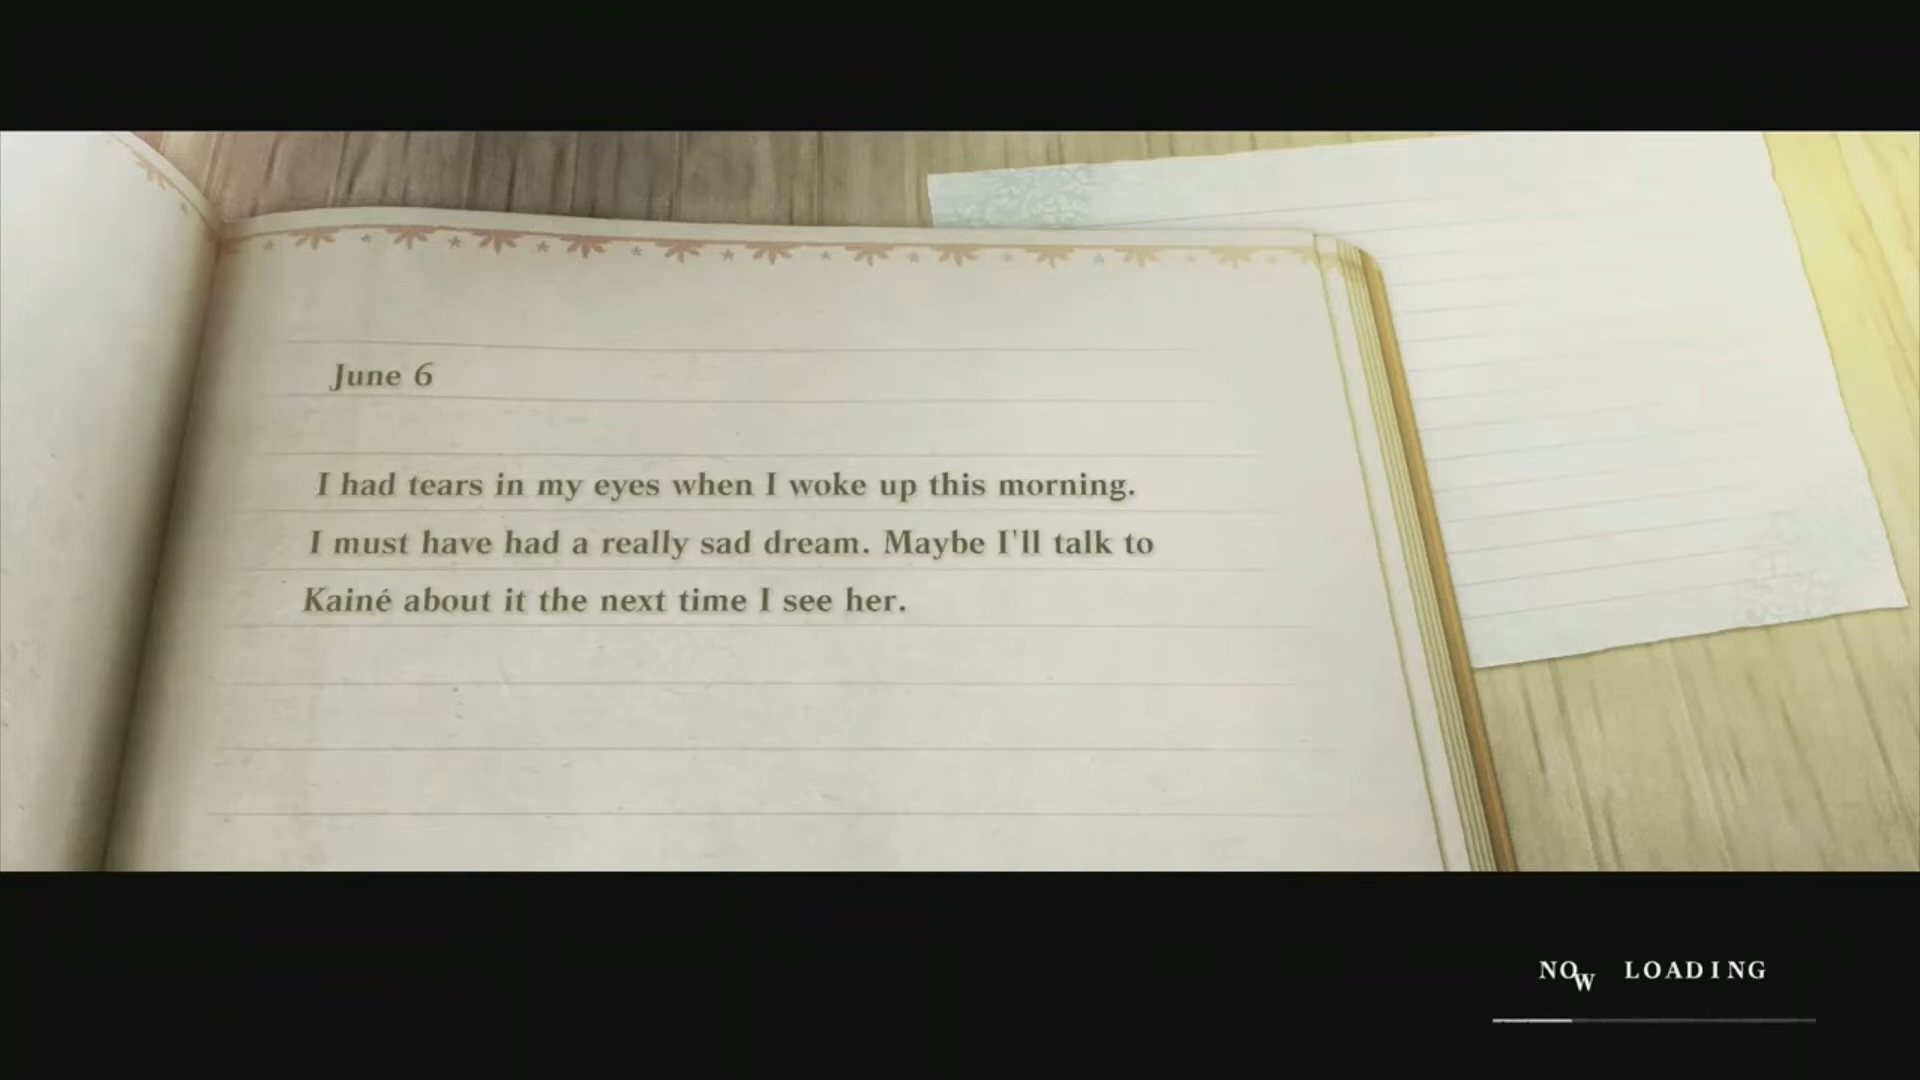 June 6
I had tears in my eyes when I woke up this morning.
I must have had a really sad dream. Maybe I'll talk to
Kainé about it the next time I see her.
NOW LOADING